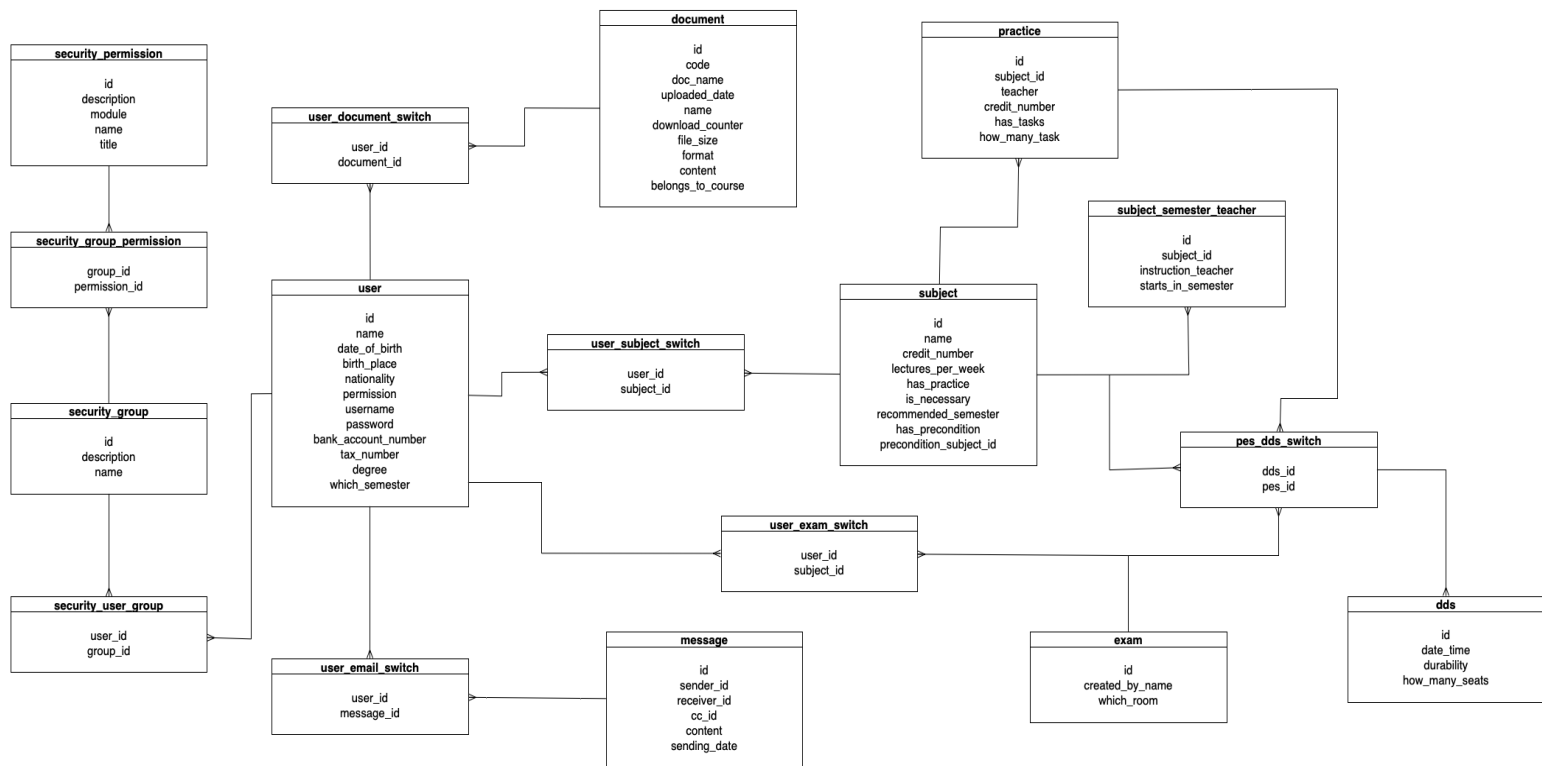 security_permission
id
description
module
name
title
security_group_permission
group_id
permission_id
security_group
id
description
name
security_user_group
user_id
group_id
user_document_switch
user_id
document_id
user
id
name
date_of_birth
birth_place
nationality
permission
username
password
bank_account_number
tax_number
degree
which_semester
user_email_switch
user_id
message_id
document
id
code
doc_name
uploaded_date
name
download_counter
file_size
format
content
belongs_to_course
user_subject_switch
user_id
subject_id
user_exam_switch
user_id
subject_id
message
id
sender_id
receiver_id
cc_id
content
sending_date
practice
id
subject_id
teacher
credit_number
has_tasks
how_many_task
subject
id
name
credit_number
lectures_per_week
has_practice
is_necessary
recommended_semester
has_precondition
precondition_subject_id
subject_semester_teacher
id
subject_id
instruction_teacher
starts_in_semester
pes_dds_switch
dds_id
pes_id
exam
id
created_by_name
which_room
dds
id
date_time
durability
how_many_seats